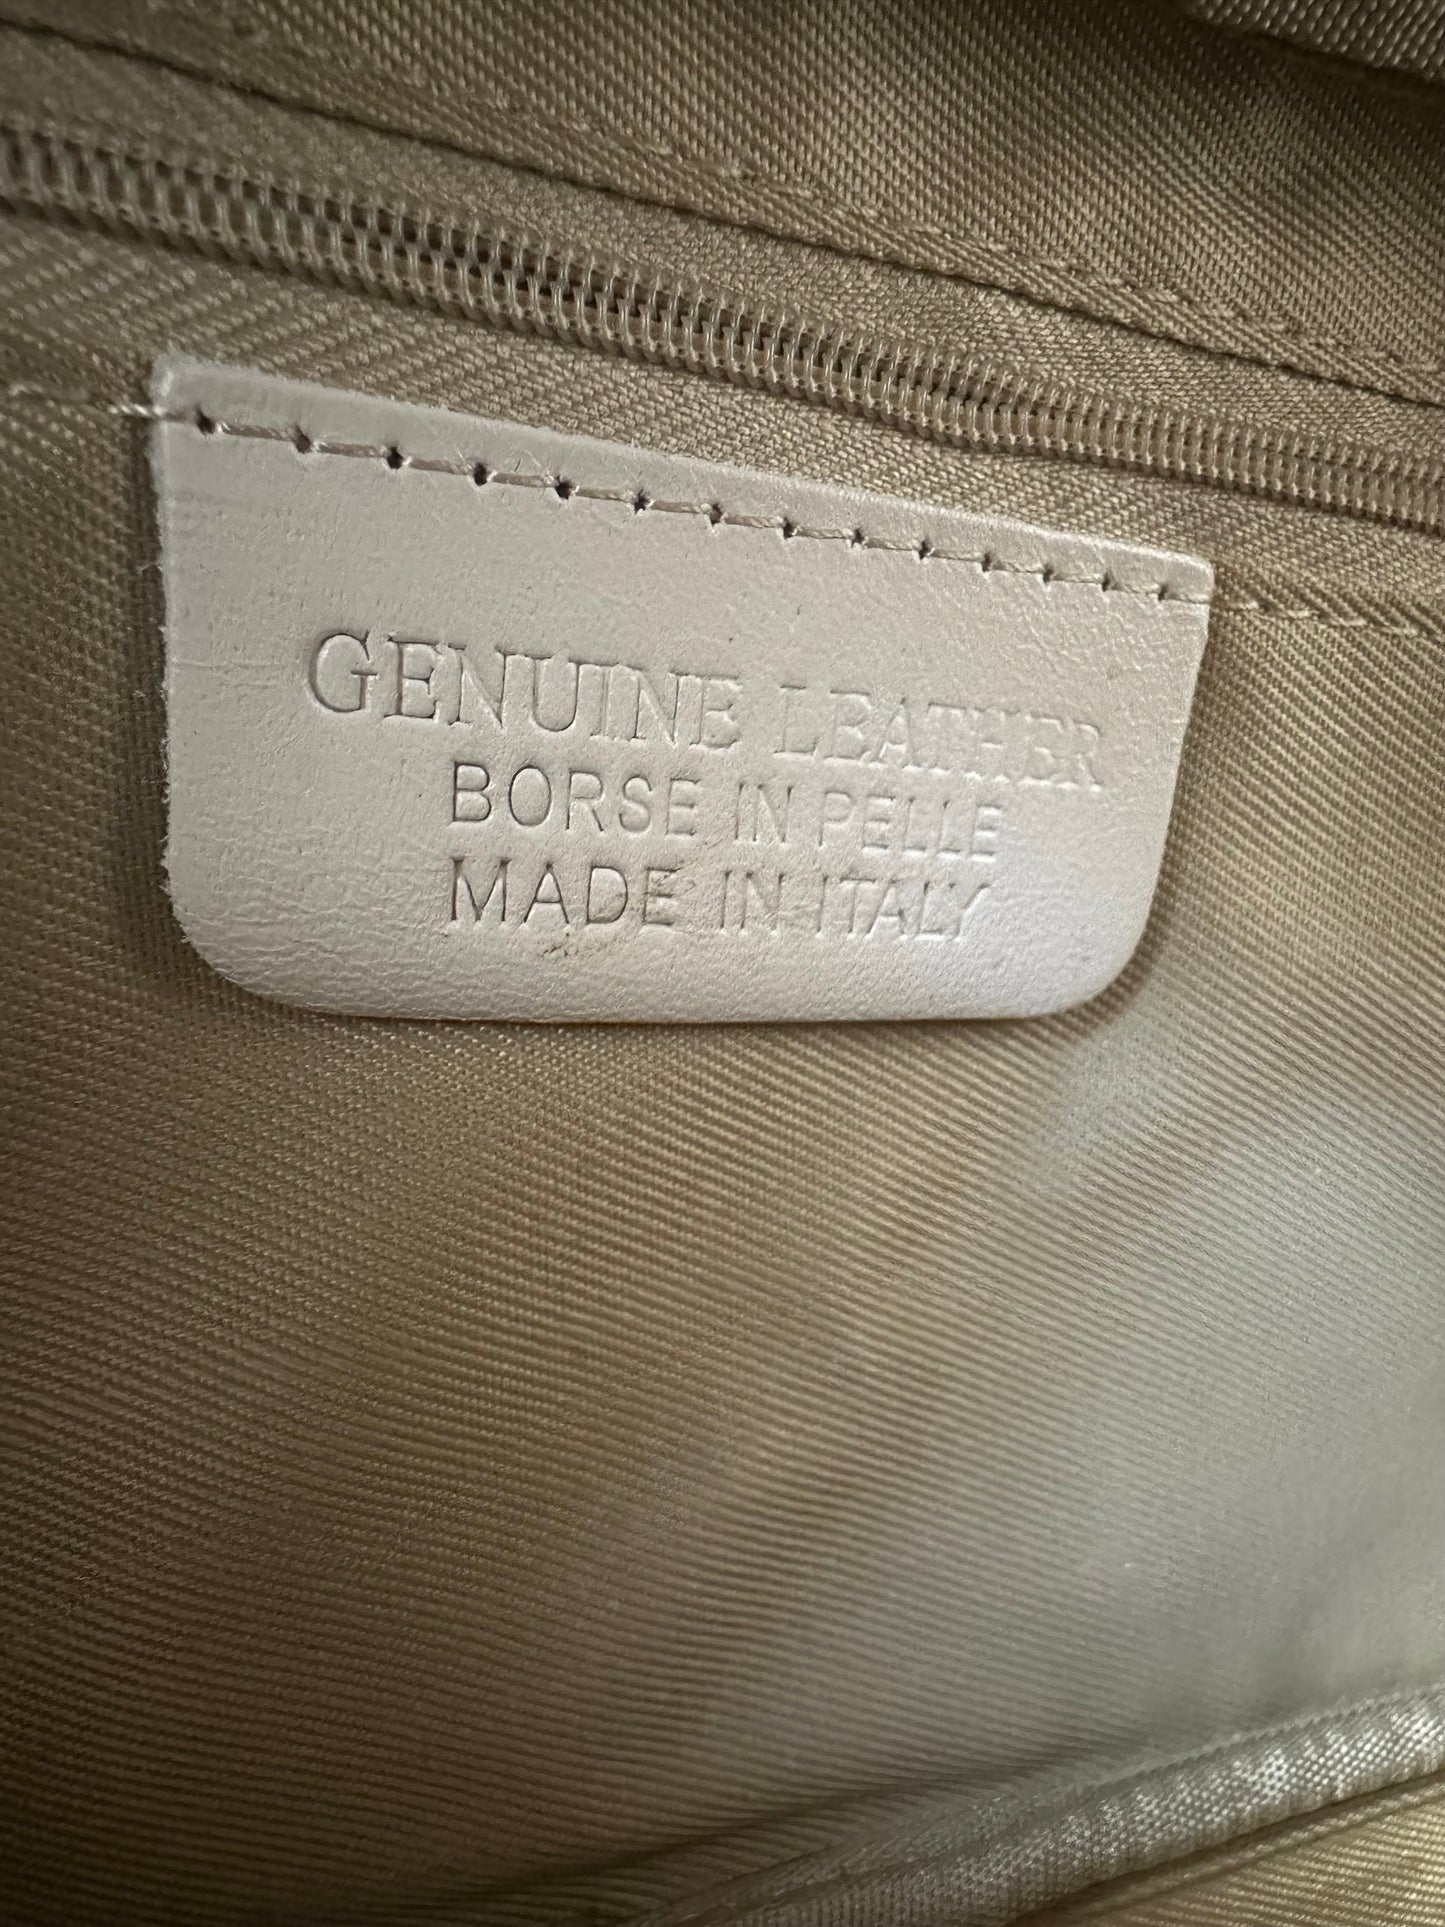 GENUINE LEATHER
BORSE IN PELLE
MADE IN ITALY